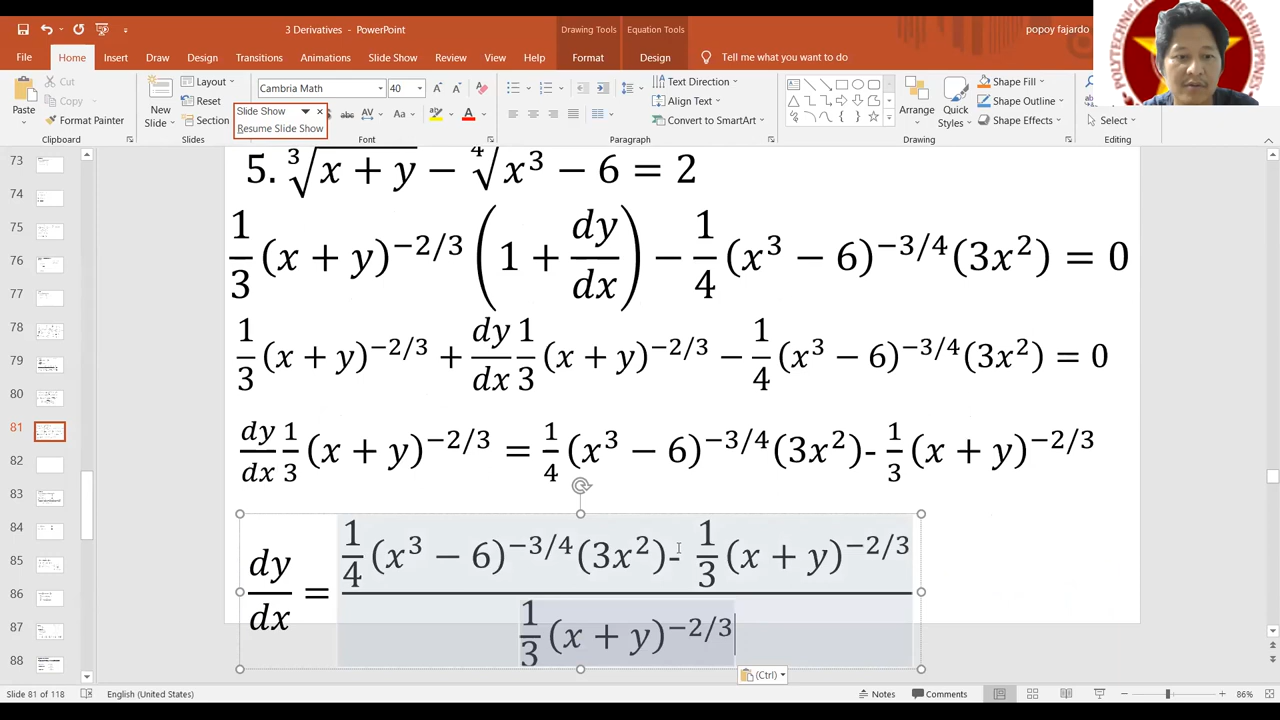 3 Derivatives - PowerPoint
Drawing Tools
Equation Tools
popoy fajardo
File
Home
Insert
Draw
Design
Transitions
Animations
Slide Show
Review
View
Help
Format
Design
Tell me what you want to do
Paste
Cut
Copy
Format Painter
Clipboard
New Slide
Layout
Reset
Section
Slides
Slide Show
Resume Slide Show
Cambria Math
40
abc
AV
Aa
A
Font
Text Direction
Align Text
Convert to SmartArt
Paragraph
Arrange
Quick Styles
Shape Fill
Shape Outline
Shape Effects
Drawing
Select
Editing
POLYTECHNIC
PHILIPPINES
73
74
75
76
77
78
79
80
81
82
83
84
85
86
87
88
5. ∛(x + y) − ∜(x³ − 6) = 2
1/3 (x + y)^(−2/3) (1 + dy/dx) − 1/4 (x³ − 6)^(−3/4) (3x²) = 0
1/3 (x + y)^(−2/3) + dy/dx 1/3 (x + y)^(−2/3) − 1/4 (x³ − 6)^(−3/4) (3x²) = 0
dy/dx 1/3 (x + y)^(−2/3) = 1/4 (x³ − 6)^(−3/4) (3x²)- 1/3 (x + y)^(−2/3)
dy/dx = (1/4 (x³ − 6)^(−3/4) (3x²)- 1/3 (x + y)^(−2/3)) / (1/3 (x + y)^(−2/3))
(Ctrl)
Slide 81 of 118
English (United States)
Notes
Comments
86%